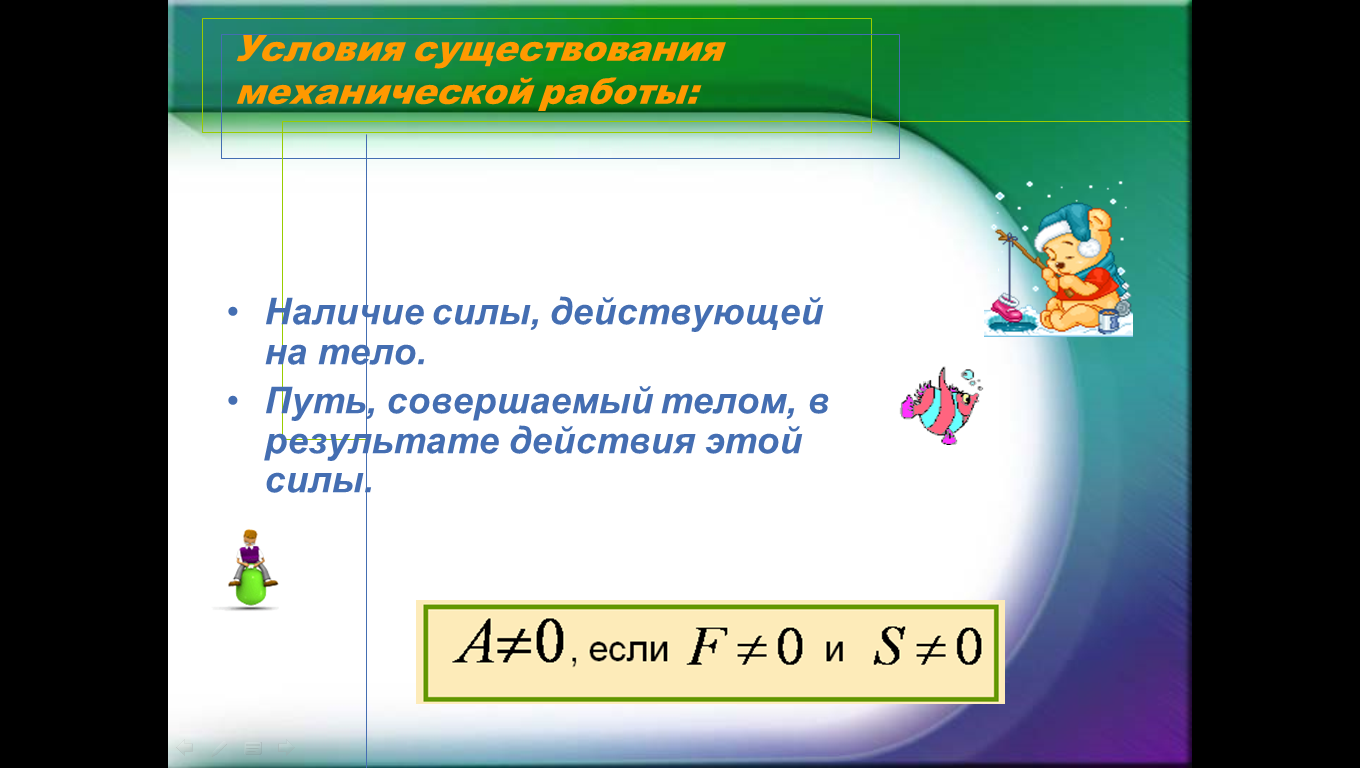 Условия существования
механической работы:
• Наличие силы, действующей
на тело.
• Путь, совершаемый телом, в
результате действия этой
силы.
A≠0, если F ≠ 0 и S ≠ 0